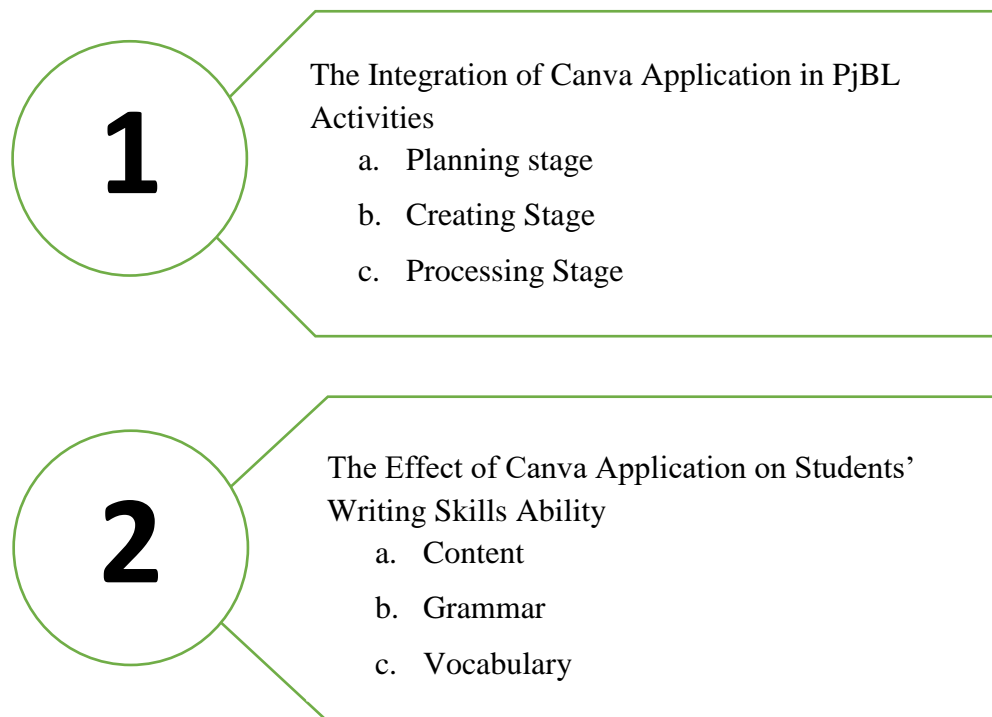 1
The Integration of Canva Application in PjBL
Activities
a. Planning stage
b. Creating Stage
c. Processing Stage
2
The Effect of Canva Application on Students’
Writing Skills Ability
a. Content
b. Grammar
c. Vocabulary